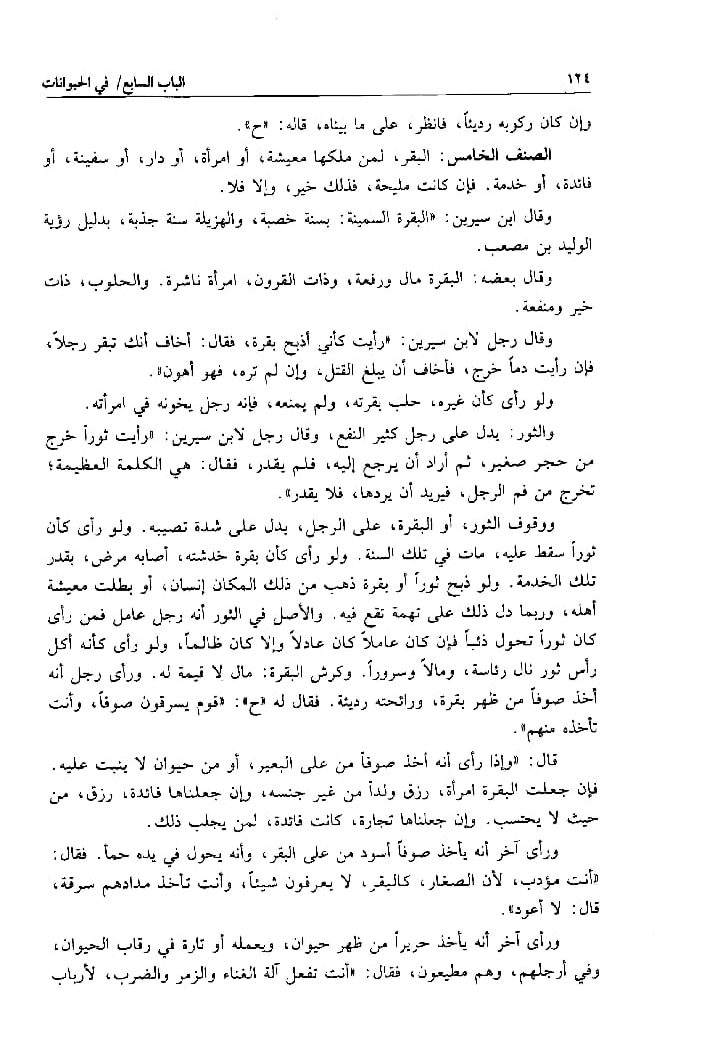 ١٢٤ الباب السابع/ في الحيوانات
وإن كان ركوبه رديئاً، فانظر، على ما بيناه، قاله: «ح».
الصنف الخامس: البقر، لمن ملكها معيشة، أو امرأة، أو دار، أو سفينة، أو
فائدة، أو خدمة. فإن كانت مليحة، فذلك خير، وإلا فلا.
وقال ابن سيرين: «البقرة السمينة: بسنة خصبة، والهزيلة سنة جذبة، بدليل رؤية
الوليد بن مصعب.
وقال بعضه: البقرة مال ورفعة، وذات القرون، امرأة ناشرة. والحلوب، ذات
خير ومنفعة.
وقال رجل لابن سيرين: «رأيت كأني أذبح بقرة، فقال: أخاف أنك تبقر رجلاً،
فإن رأيت دماً خرج، فأخاف أن يبلغ القتل، وإن لم تره، فهو أهون».
ولو رأى كأن غيره، حلب بقرته، ولم يمنعه، فإنه رجل يخونه في امرأته.
والثور: يدل على رجل كثير النفع، وقال رجل لابن سيرين: «رأيت ثوراً خرج
من حجر صغير، ثم أراد أن يرجع إليه، فلم يقدر، فقال: هي الكلمة العظيمة؛
تخرج من فم الرجل، فيريد أن يردها، فلا يقدر».
ووقوف الثور، أو البقرة، على الرجل، يدل على شدة تصيبه. ولو رأى كأن
ثوراً سقط عليه، مات في تلك السنة. ولو رأى كأن بقرة خدشته، أصابه مرض، بقدر
تلك الخدمة. ولو ذبح ثوراً أو بقرة ذهب من ذلك المكان إنسان، أو بطلت معيشة
أهله، وربما دل ذلك على تهمة تقع فيه. والأصل في الثور أنه رجل عامل فمن رأى
كان ثوراً تحول ذئباً فإن كان عاملاً كان عادلاً وإلا كان ظالماً، ولو رأى كأنه أكل
رأس ثور نال رئاسة، ومالاً وسروراً. وكرش البقرة: مال لا قيمة له. ورأى رجل أنه
أخذ صوفاً من ظهر بقرة، ورائحته رديئة. فقال له «ح»: «قوم يسرقون صوفاً، وأنت
تأخذه منهم».
قال: «وإذا رأى أنه أخذ صوفاً من على البعير، أو من حيوان لا ينبت عليه.
فإن جعلت البقرة امرأة، رزق ولداً من غير جنسه، وإن جعلناها فائدة، رزق، من
حيث لا يحتسب. وإن جعلناها تجارة، كانت فائدة، لمن يجلب ذلك.
ورأى آخر أنه يأخذ صوفاً أسود من على البقر، وأنه يحول في يده حمأ. فقال:
«أنت مؤدب، لأن الصغار، كالبقر، لا يعرفون شيئاً، وأنت تأخذ مدادهم سرقة،
قال: لا أعود».
ورأى آخر أنه يأخذ حريراً من ظهر حيوان، ويعمله أو تارة في رقاب الحيوان،
وفي أرجلهم، وهم مطيعون، فقال: «أنت تفعل آلة الغناء والزمر والضرب، لأرباب